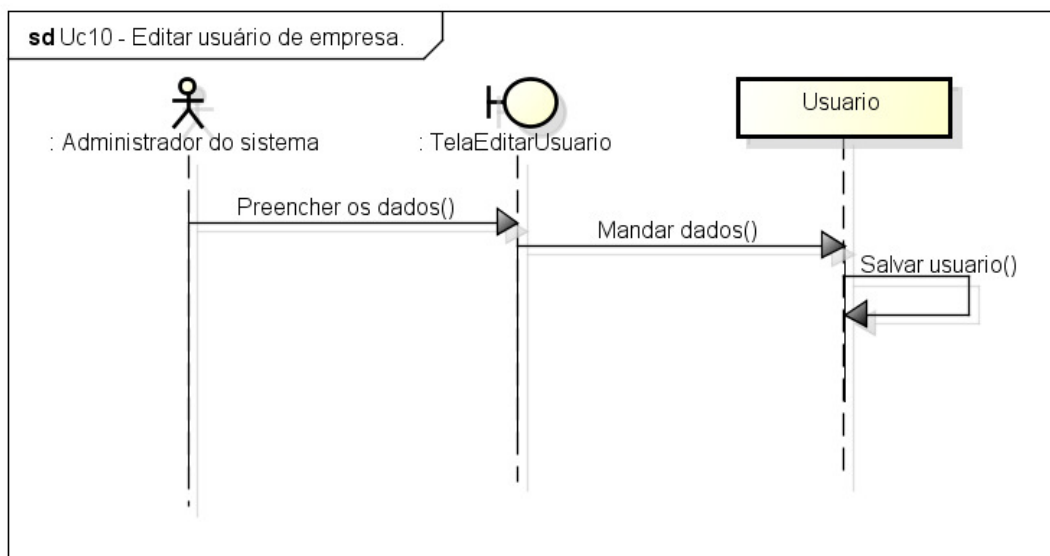 sd Uc10 - Editar usuário de empresa.
: Administrador do sistema
: TelaEditarUsuario
Usuario
Preencher os dados()
Mandar dados()
Salvar usuario()